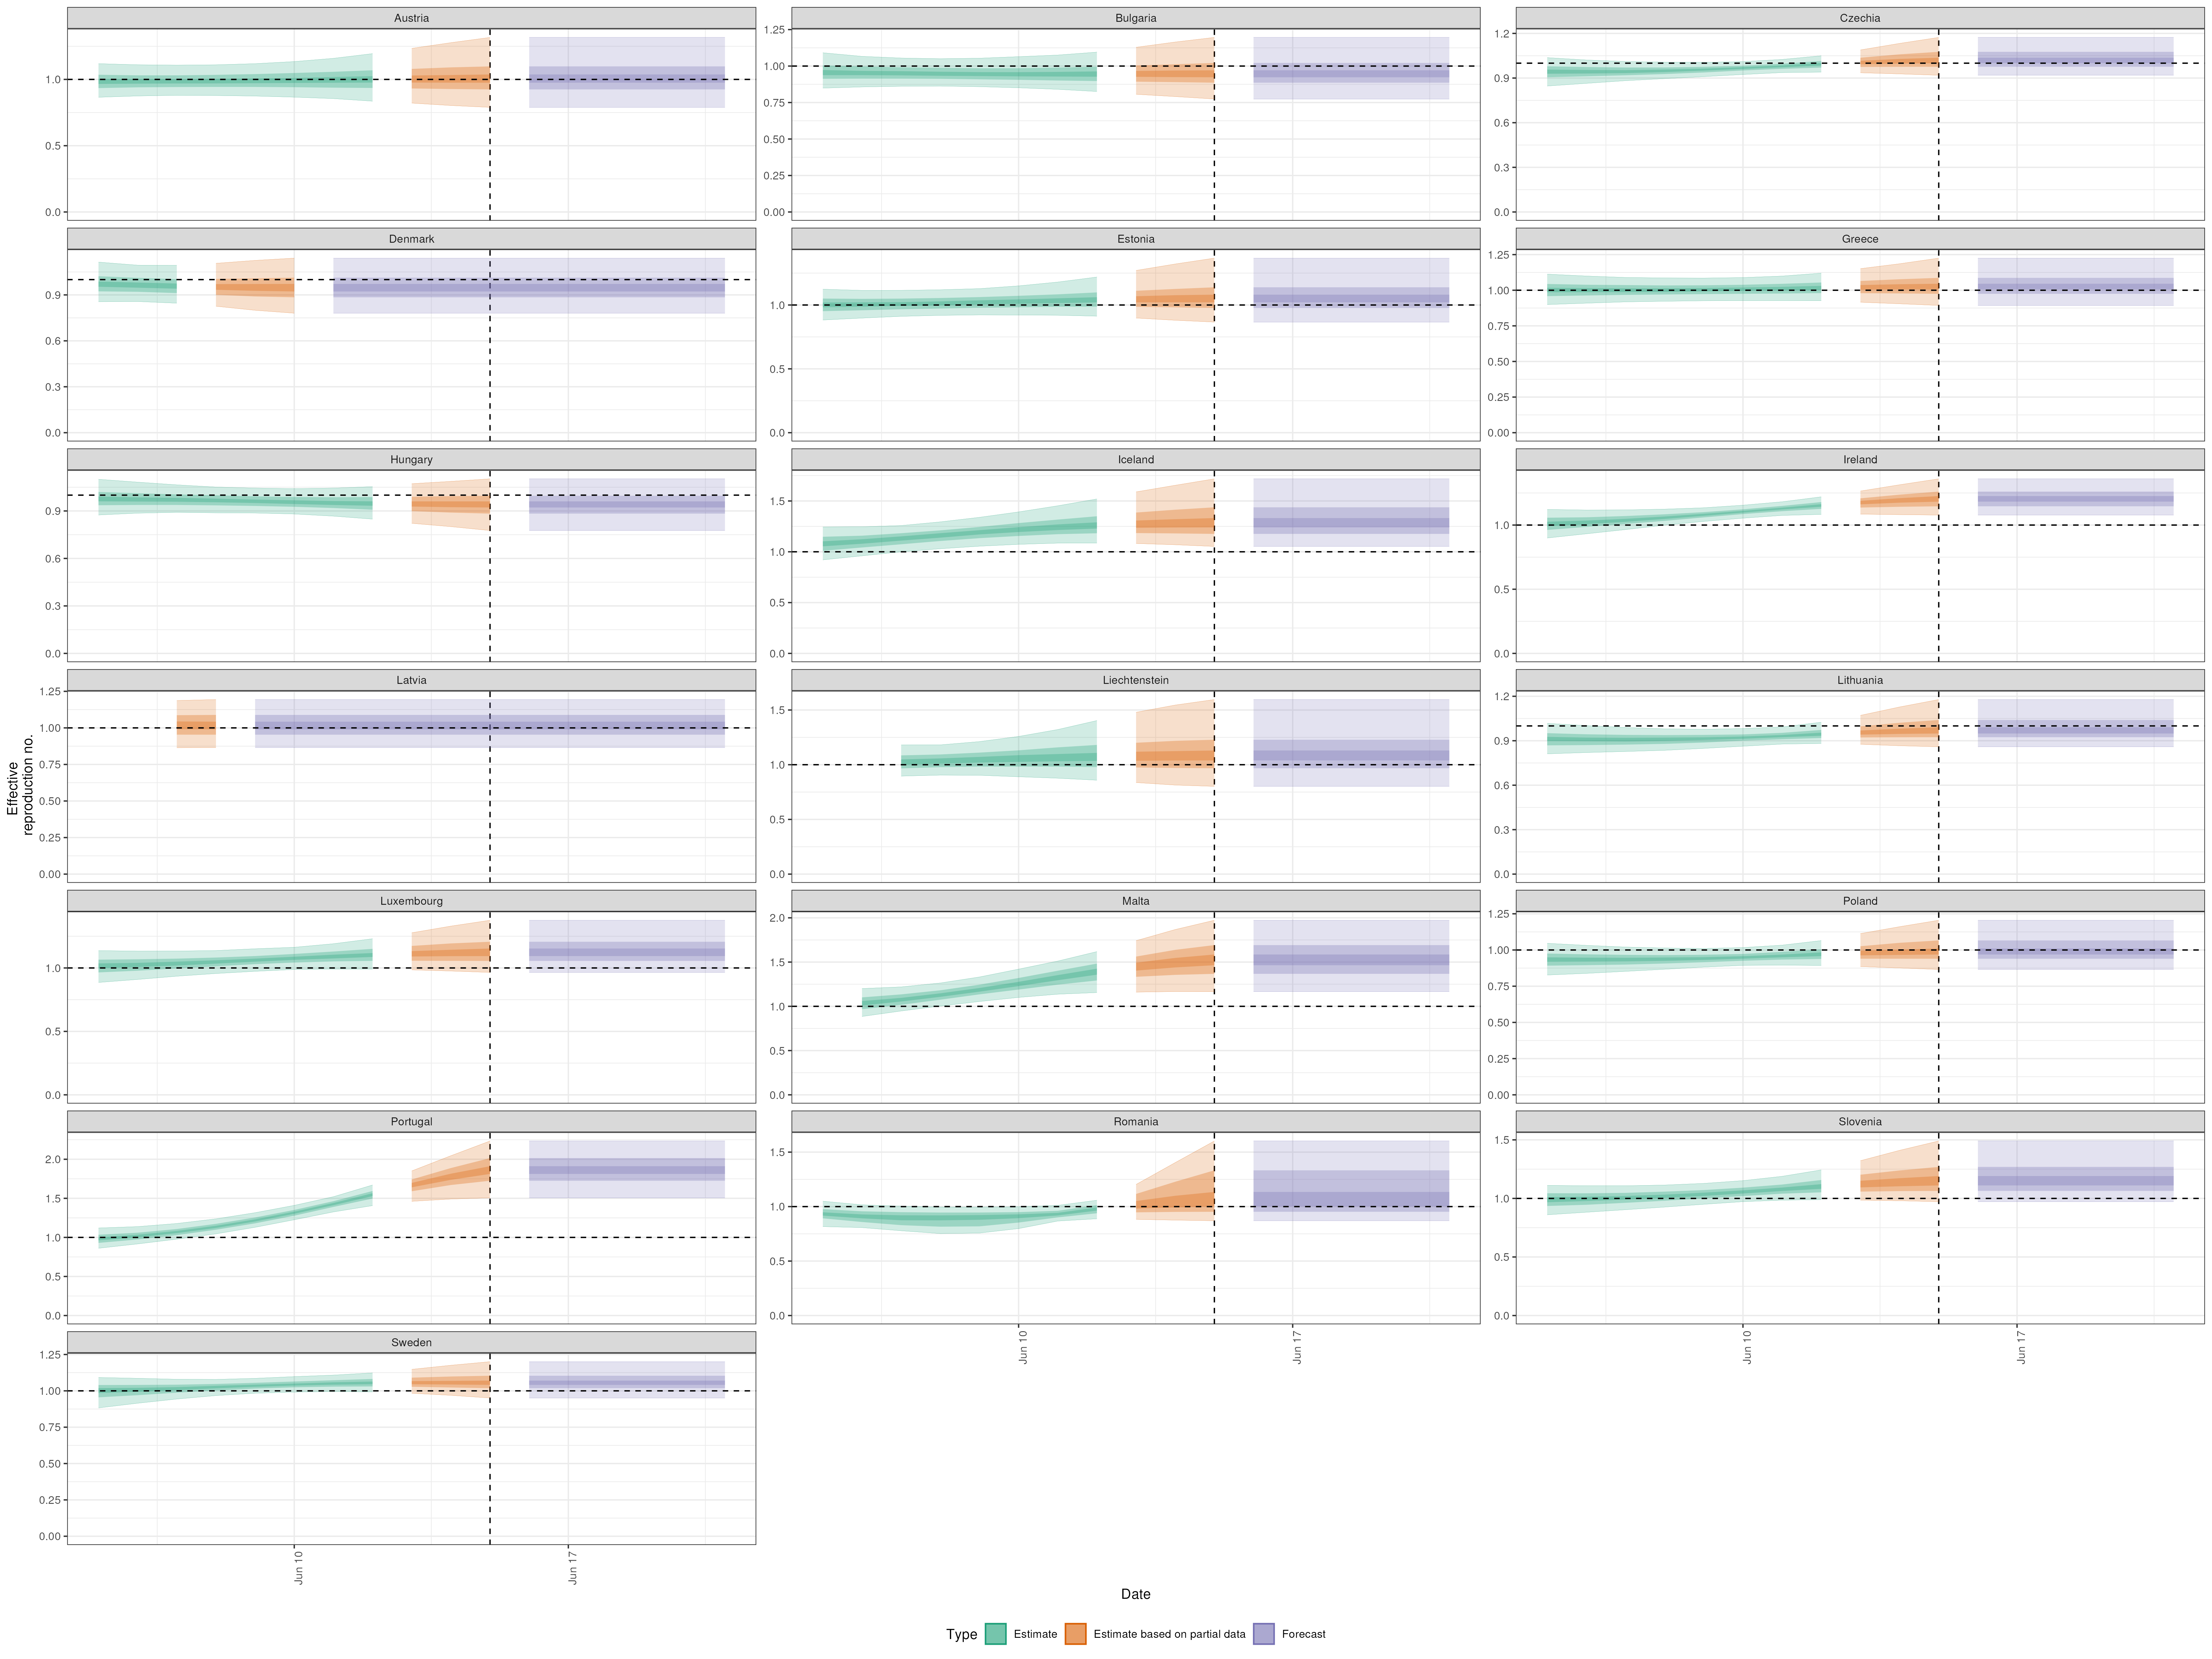 Austria
Bulgaria
Czechia
1.0
0.5
0.0
1.25
1.00
0.75
0.50
0.25
0.00
1.2
0.9
0.6
0.3
0.0
Denmark
Estonia
Greece
0.9
0.6
0.3
0.0
1.0
0.5
0.0
1.25
1.00
0.75
0.50
0.25
0.00
Hungary
Iceland
Ireland
0.9
0.6
0.3
0.0
1.5
1.0
0.5
0.0
1.0
0.5
0.0
Latvia
Liechtenstein
Lithuania
1.25
1.00
0.75
0.50
0.25
0.00
1.5
1.0
0.5
0.0
1.2
0.9
0.6
0.3
0.0
Effective
reproduction no.
Luxembourg
Malta
Poland
1.0
0.5
0.0
2.0
1.5
1.0
0.5
0.0
1.25
1.00
0.75
0.50
0.25
0.00
Portugal
Romania
Slovenia
2.0
1.5
1.0
0.5
0.0
1.5
1.0
0.5
0.0
1.5
1.0
0.5
0.0
Sweden
1.25
1.00
0.75
0.50
0.25
0.00
Jun 10
Jun 17
Jun 10
Jun 17
Jun 10
Jun 17
Date
Type
Estimate
Estimate based on partial data
Forecast